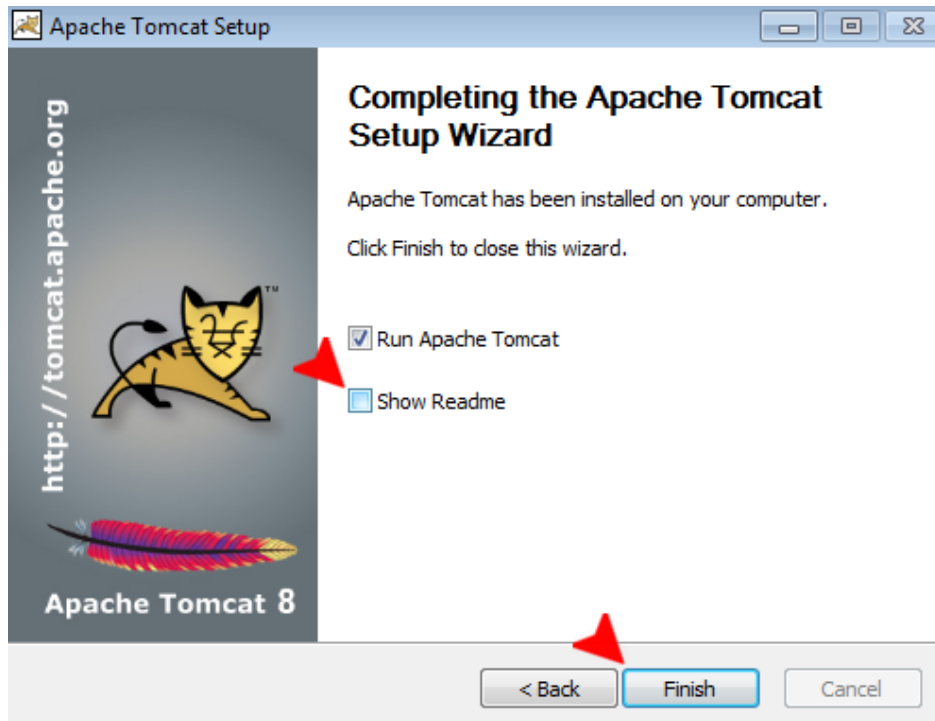 Apache Tomcat Setup
http://tomcat.apache.org
Completing the Apache Tomcat
Setup Wizard
Apache Tomcat has been installed on your computer.
Click Finish to close this wizard.
Run Apache Tomcat
Show Readme
TM
Apache Tomcat 8
< Back
Finish
Cancel